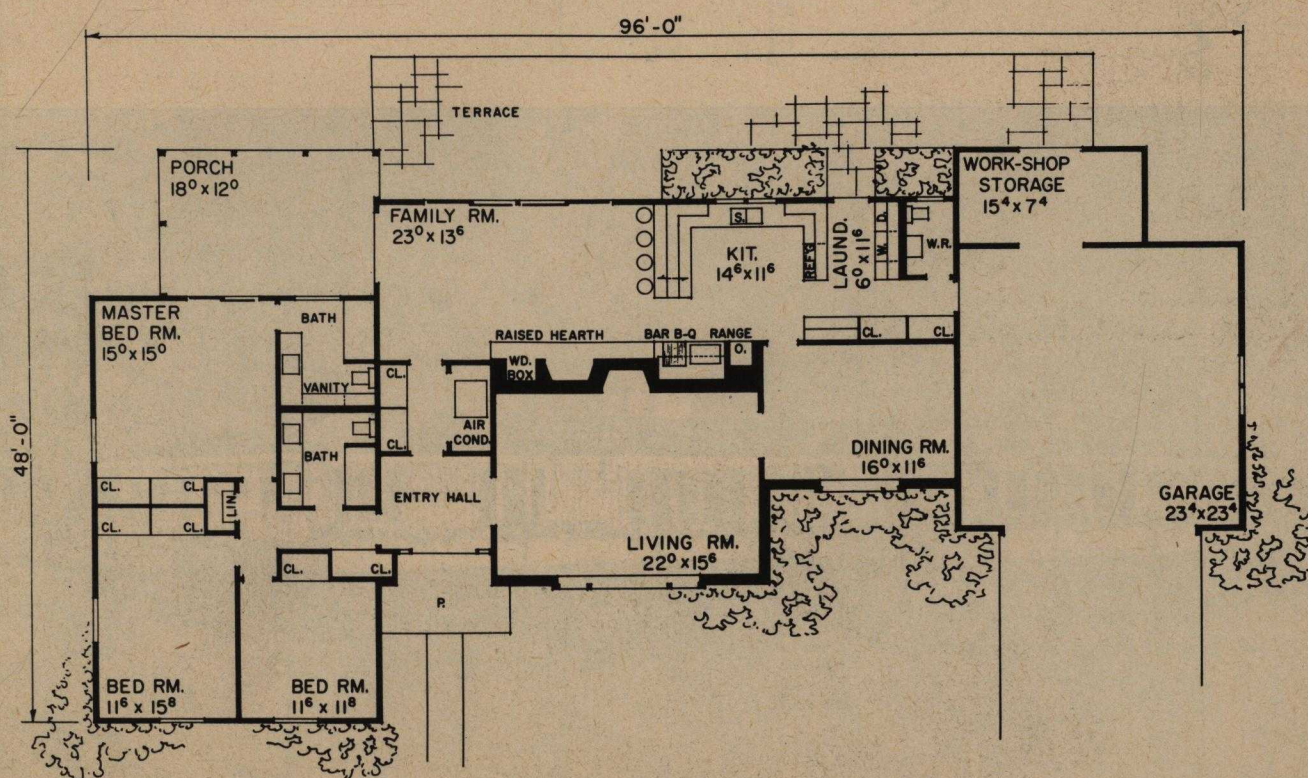 96'-0"
TERRACE
PORCH
18⁰ x 12⁰
WORK-SHOP
STORAGE
15⁴ x 7⁴
FAMILY RM.
23⁰ x 13⁶
S.
KIT.
14⁶ x 11⁶
REF'G
LAUND.
6⁰ x 11⁶
W. D.
W.R.
MASTER
BED RM.
15⁰ x 15⁰
BATH
VANITY
RAISED HEARTH
BAR B-Q
RANGE
O.
CL.
CL.
WD.
BOX
CL.
CL.
AIR
COND.
BATH
48'-0"
DINING RM.
16⁰ x 11⁶
CL.
CL.
LIN.
ENTRY HALL
GARAGE
23⁴ x 23⁴
CL.
CL.
LIVING RM.
22⁰ x 15⁶
CL.
CL.
P.
BED RM.
11⁶ x 15⁸
BED RM.
11⁶ x 11⁸